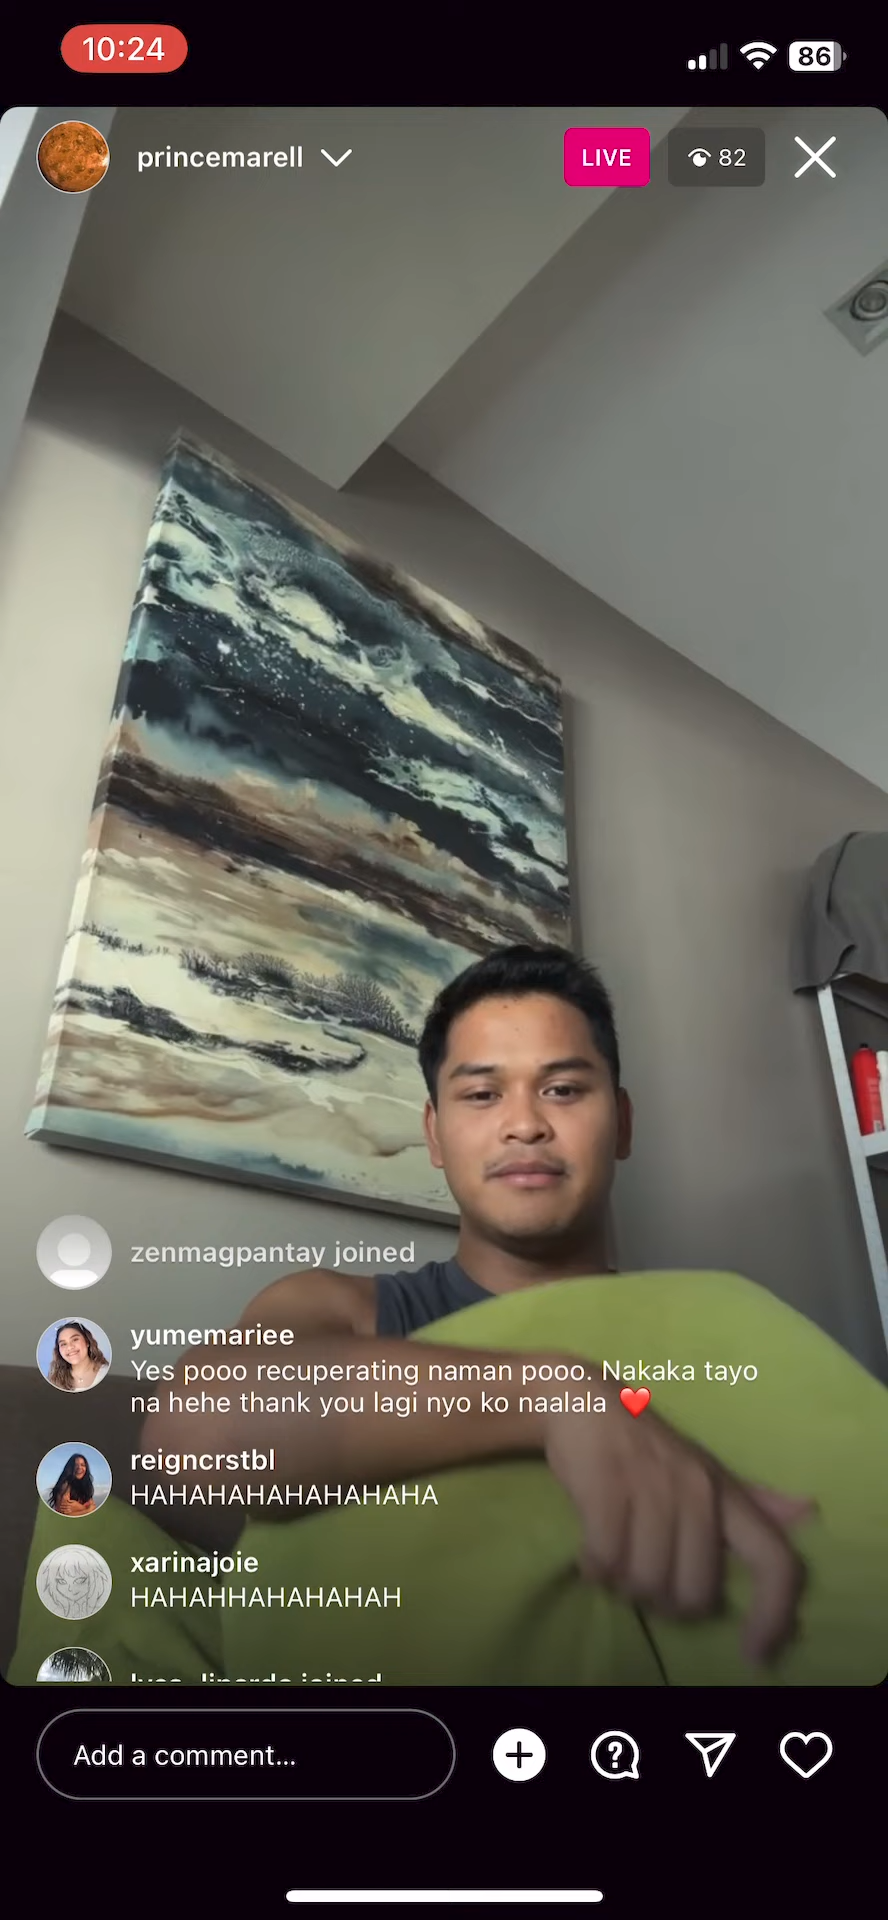 10:24
86
princemarell
LIVE
82
zenmagpantay joined
yumemariee
Yes pooo recuperating naman pooo. Nakaka tayo
na hehe thank you lagi nyo ko naalala ❤️
reigncrstbl
HAHAHAHAHAHAHAHA
xarinajoie
HAHAHHAHAHAHAH
joined
Add a comment...